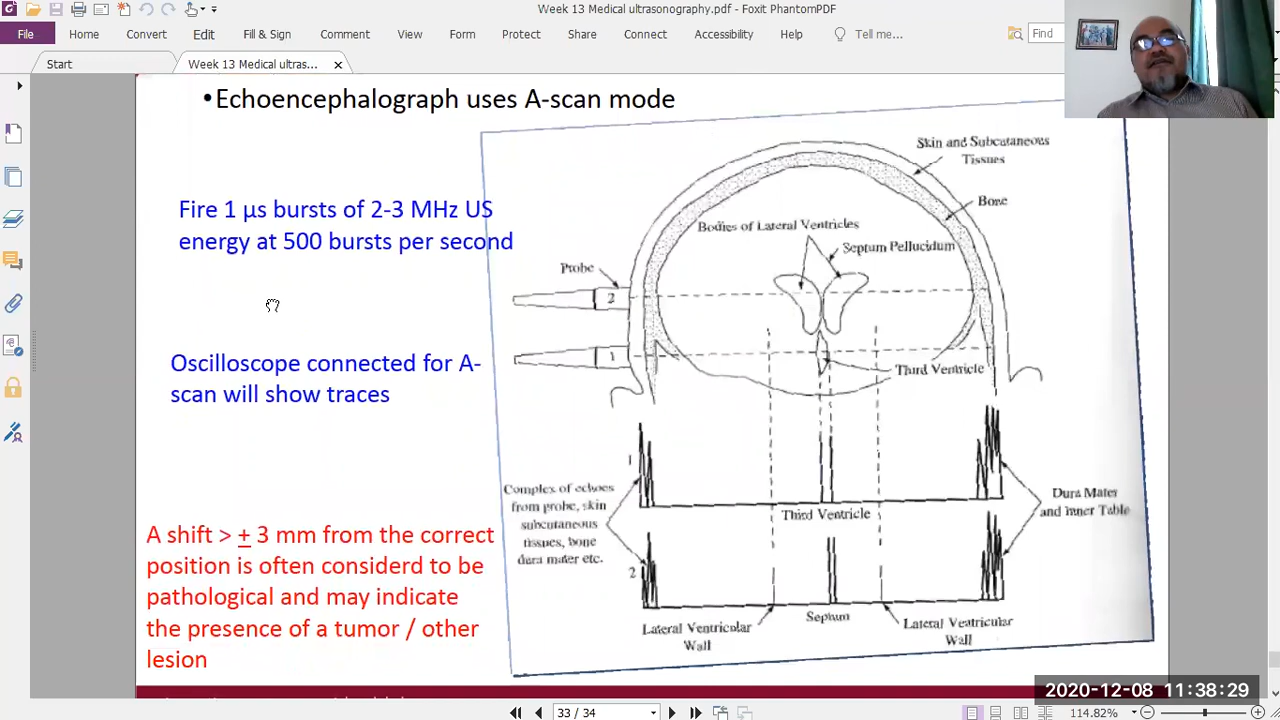 Week 13 Medical ultrasonography.pdf - Foxit PhantomPDF
File Home Convert Edit Fill & Sign Comment View Form Protect Share Connect Accessibility Help Tell me... Find
Start Week 13 Medical ultras... ×
•Echoencephalograph uses A-scan mode
Fire 1 µs bursts of 2-3 MHz US
energy at 500 bursts per second
Oscilloscope connected for A-
scan will show traces
A shift > + 3 mm from the correct
position is often considerd to be
pathological and may indicate
the presence of a tumor / other
lesion
Skin and Subcutaneous
Tissues
Bone
Bodies of Lateral Ventricles
Septum Pellucidum
Probe
2
1
Third Ventricle
1
Complex of echoes
from probe, skin
subcutaneous
tissues, bone
dura mater etc.
Third Ventricle
Dura Mater
and Inner Table
2
Lateral Ventricular
Wall
Septum
Lateral Ventricular
Wall
2020-12-08 11:38:29
33 / 34
114.82%